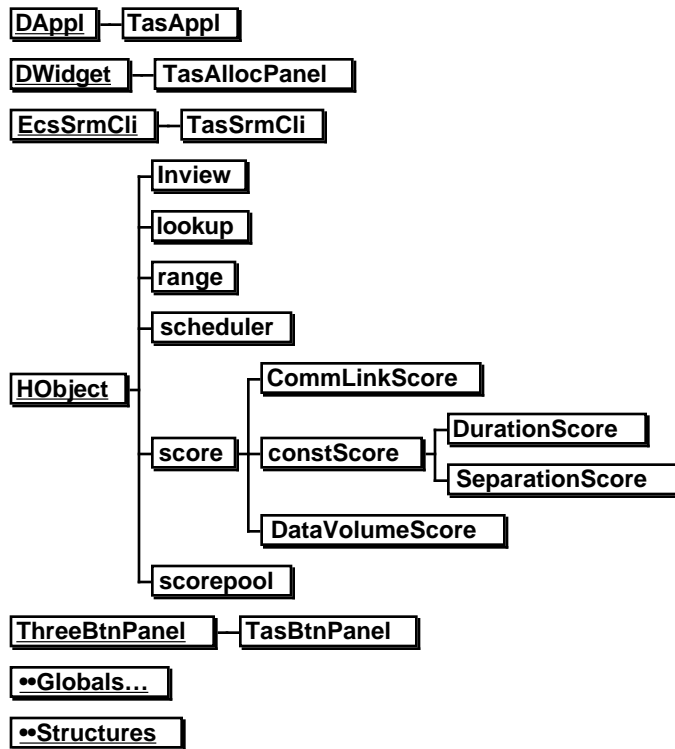 DAppl TasAppl
DWidget TasAllocPanel
EcsSrmCli TasSrmCli
Inview
lookup
range
scheduler
CommLinkScore
HObject
DurationScore
score constScore
SeparationScore
DataVolumeScore
scorepool
ThreeBtnPanel TasBtnPanel
••Globals…
••Structures